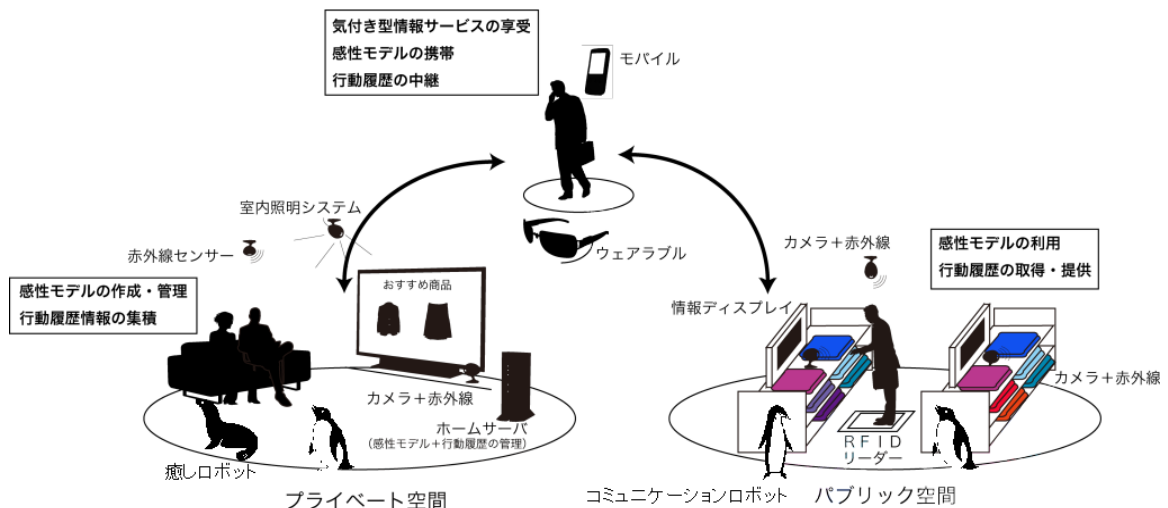 気付き型情報サービスの享受
感性モデルの携帯
行動履歴の中継
モバイル
室内照明システム
赤外線センサー
ウェアラブル
カメラ＋赤外線
感性モデルの利用
行動履歴の取得・提供
感性モデルの作成・管理
行動履歴情報の集積
おすすめ商品
情報ディスプレイ
カメラ＋赤外線
カメラ＋赤外線
ホームサーバ
（感性モデル＋行動履歴の管理）
ＲＦＩＤ
リーダー
癒しロボット
プライベート空間
コミュニケーションロボット
パブリック空間